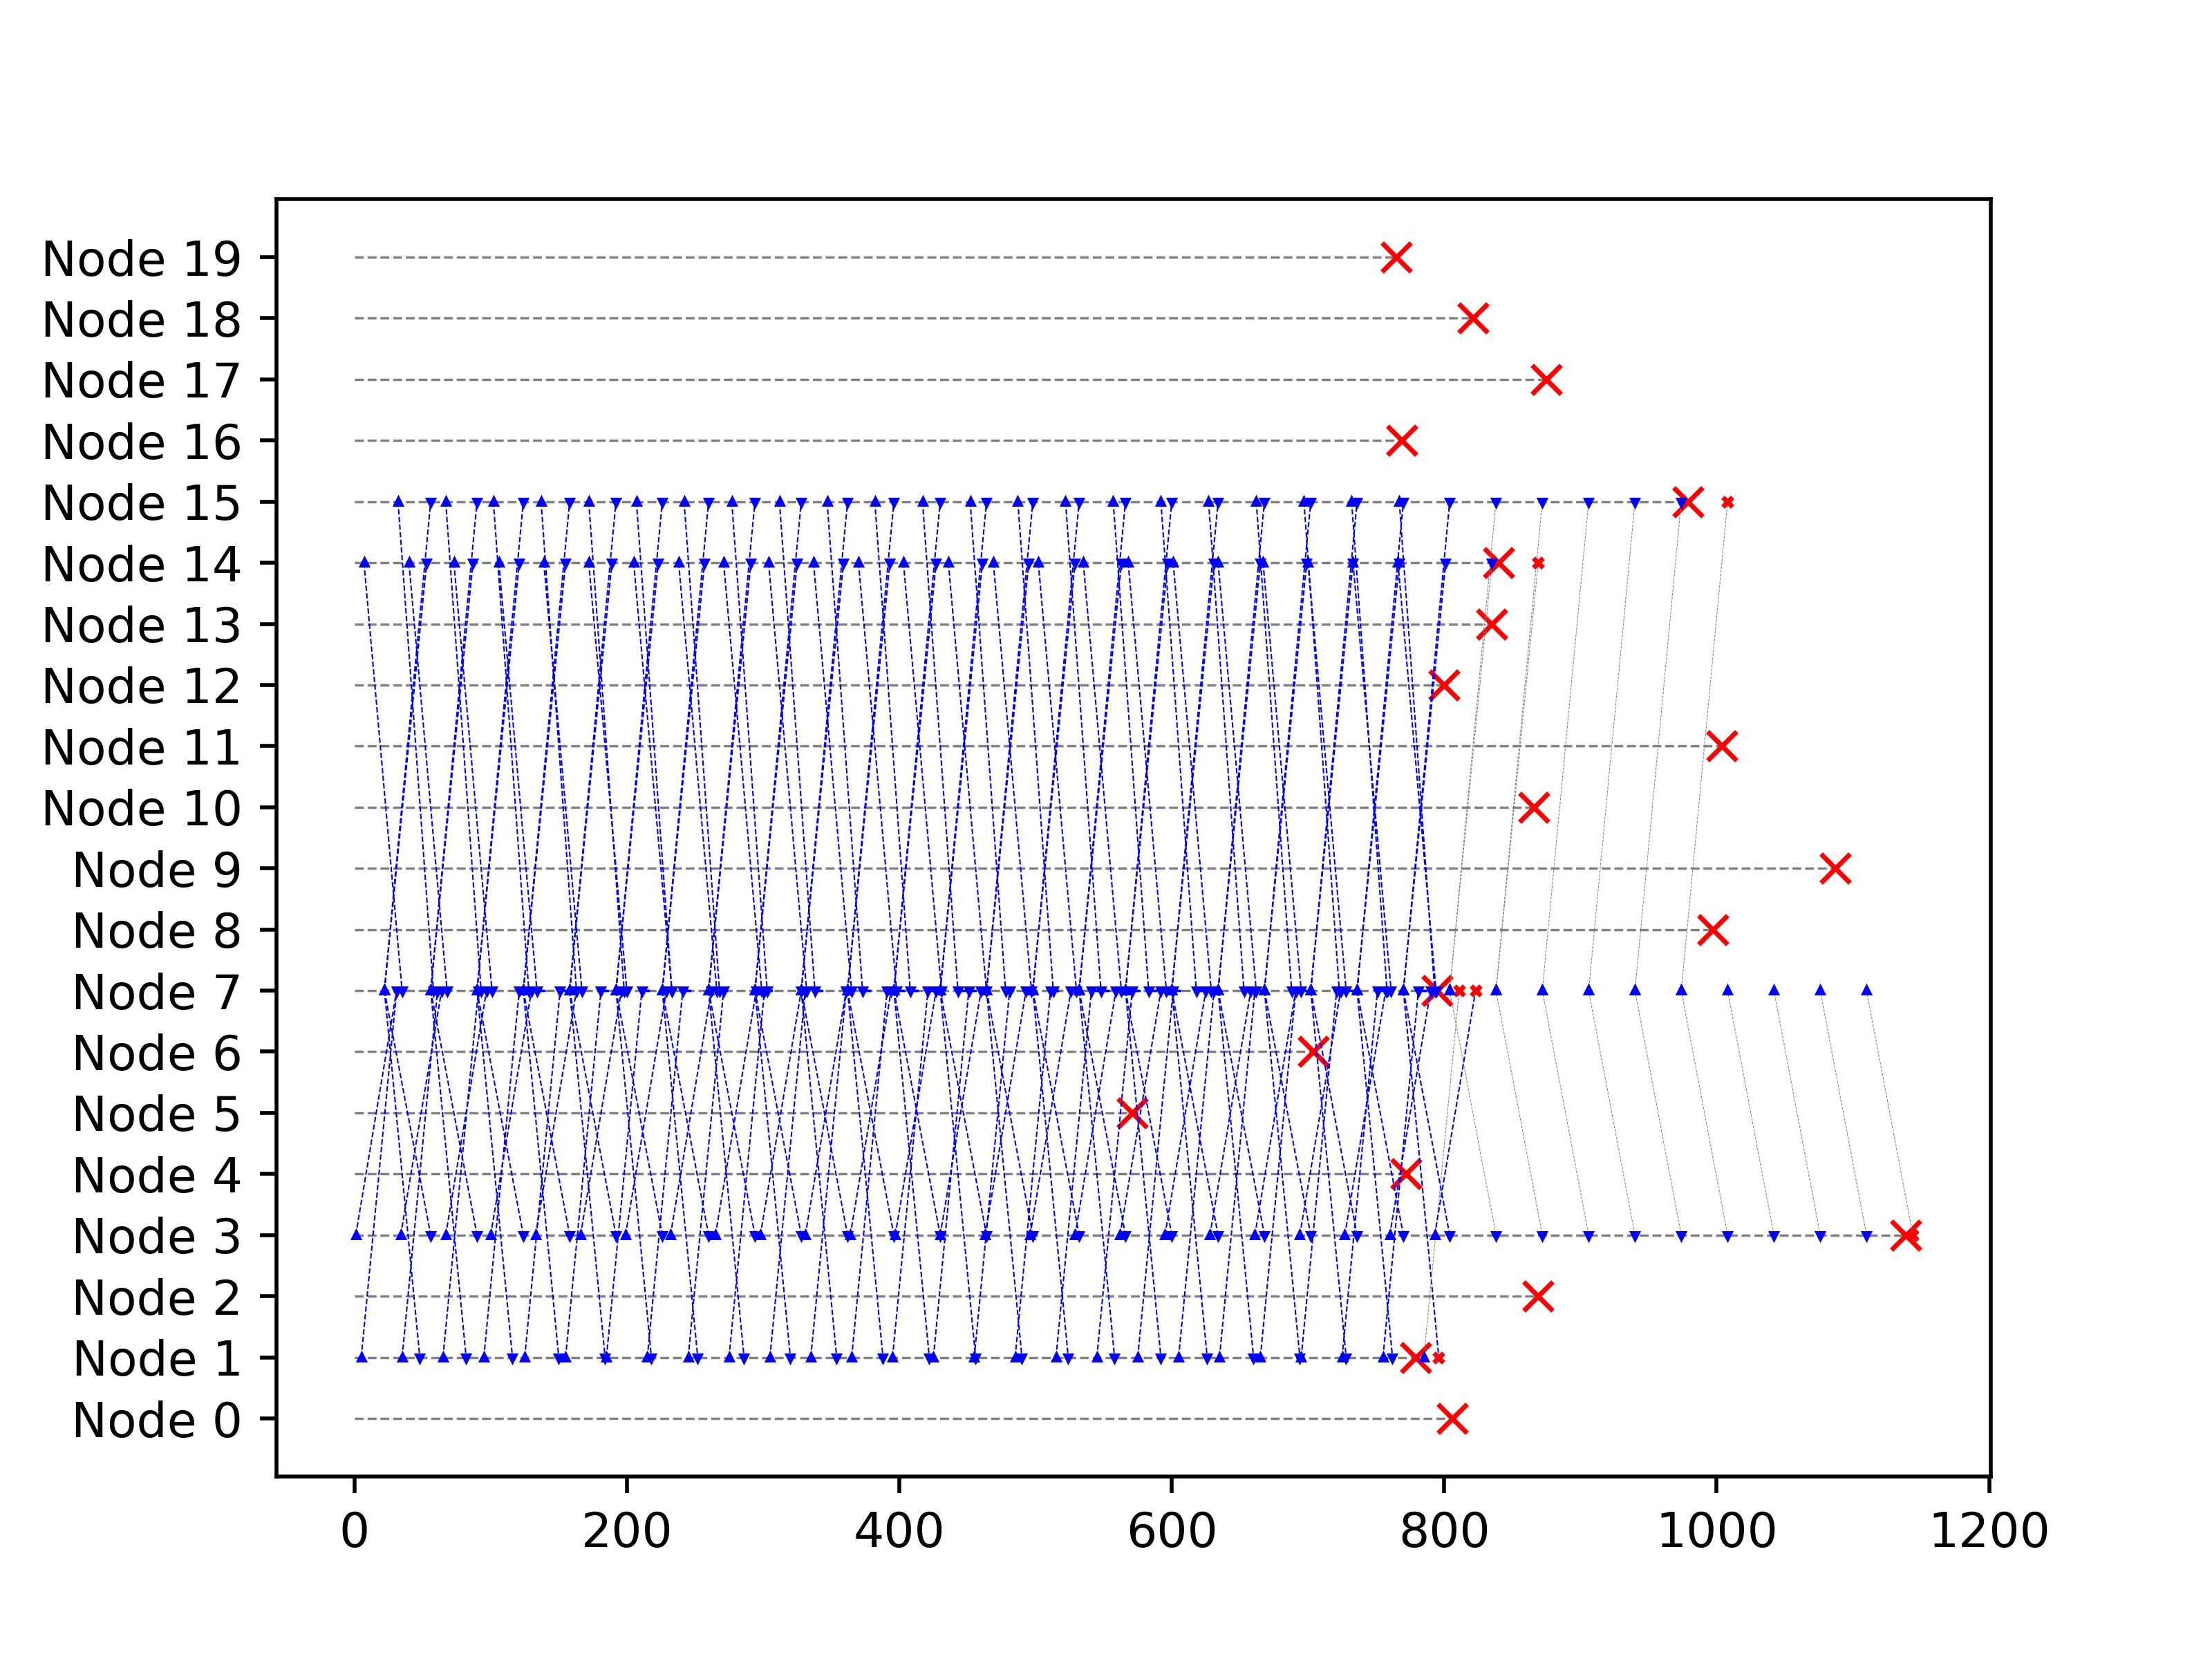 Node 19
Node 18
Node 17
Node 16
Node 15
Node 14
Node 13
Node 12
Node 11
Node 10
Node 9
Node 8
Node 7
Node 6
Node 5
Node 4
Node 3
Node 2
Node 1
Node 0
0 200 400 600 800 1000 1200